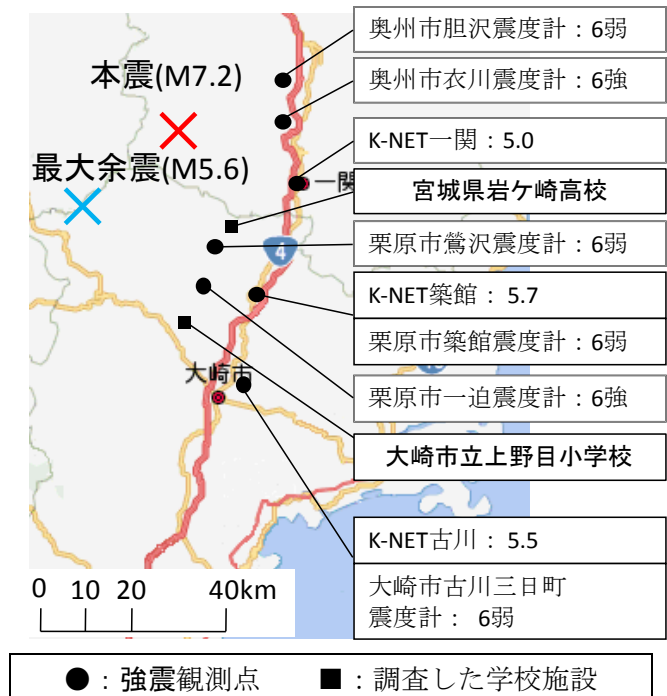 奥州市胆沢震度計：6弱
本震(M7.2)
奥州市衣川震度計：6強
K-NET一関：5.0
最大余震(M5.6)
一関
宮城県岩ケ崎高校
栗原市鶯沢震度計：6弱
4
K-NET築館：5.7
栗原市築館震度計：6弱
大崎市
栗原市一迫震度計：6強
大崎市立上野目小学校
K-NET古川：5.5
大崎市古川三日町
震度計： 6弱
0 10 20 40km
●：強震観測点 ■：調査した学校施設